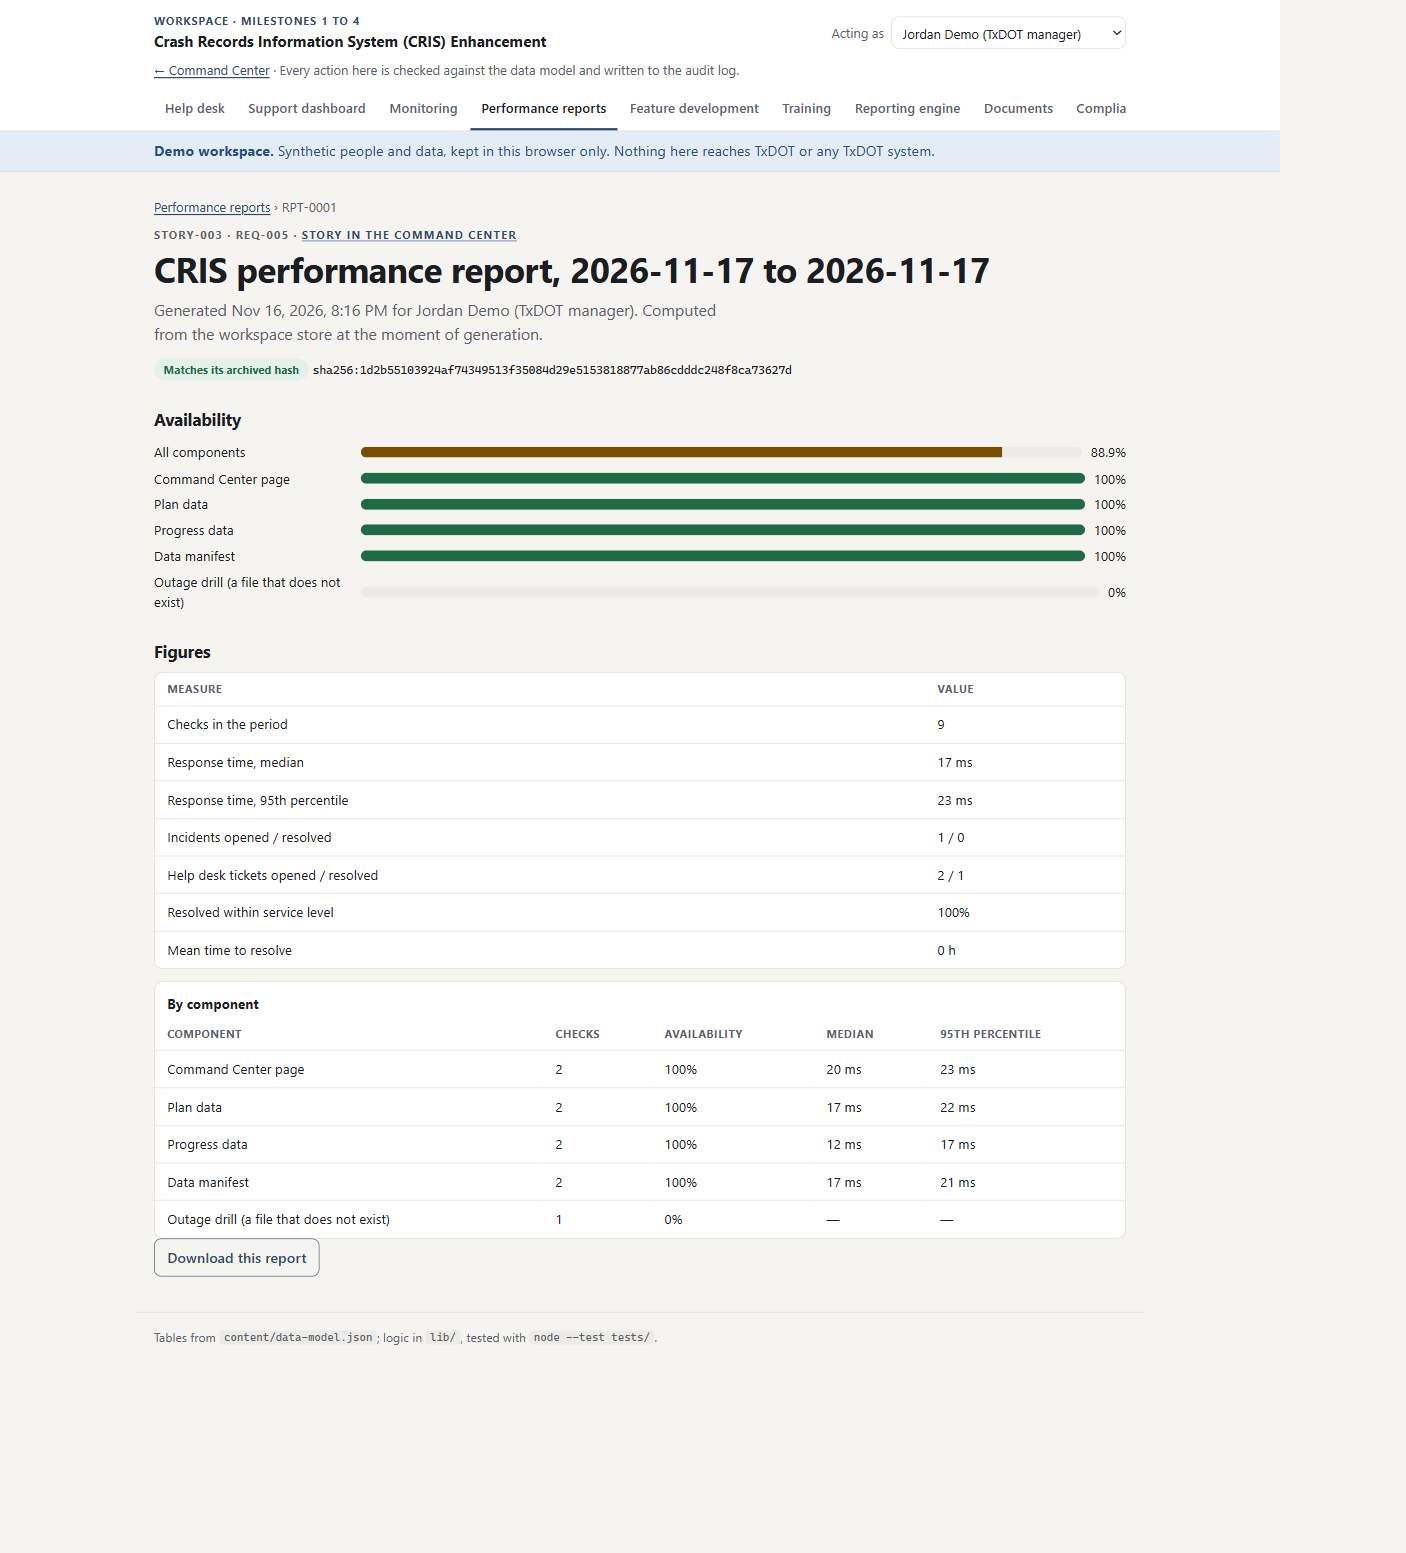 WORKSPACE · MILESTONES 1 TO 4
Crash Records Information System (CRIS) Enhancement
Acting as
Jordan Demo (TxDOT manager)
← Command Center · Every action here is checked against the data model and written to the audit log.
Help desk Support dashboard Monitoring Performance reports Feature development Training Reporting engine Documents Complia
Demo workspace. Synthetic people and data, kept in this browser only. Nothing here reaches TxDOT or any TxDOT system.
Performance reports › RPT-0001
STORY-003 · REQ-005 · STORY IN THE COMMAND CENTER
CRIS performance report, 2026-11-17 to 2026-11-17
Generated Nov 16, 2026, 8:16 PM for Jordan Demo (TxDOT manager). Computed
from the workspace store at the moment of generation.
Matches its archived hash sha256:1d2b55103924af74349513f35084d29e5153818877ab86cdddc248f8ca73627d
Availability
All components 88.9%
Command Center page 100%
Plan data 100%
Progress data 100%
Data manifest 100%
Outage drill (a file that does not
exist) 0%
Figures
MEASURE VALUE
Checks in the period 9
Response time, median 17 ms
Response time, 95th percentile 23 ms
Incidents opened / resolved 1 / 0
Help desk tickets opened / resolved 2 / 1
Resolved within service level 100%
Mean time to resolve 0 h
By component
COMPONENT CHECKS AVAILABILITY MEDIAN 95TH PERCENTILE
Command Center page 2 100% 20 ms 23 ms
Plan data 2 100% 17 ms 22 ms
Progress data 2 100% 12 ms 17 ms
Data manifest 2 100% 17 ms 21 ms
Outage drill (a file that does not exist) 1 0% — —
Download this report
Tables from content/data-model.json; logic in lib/, tested with node --test tests/.